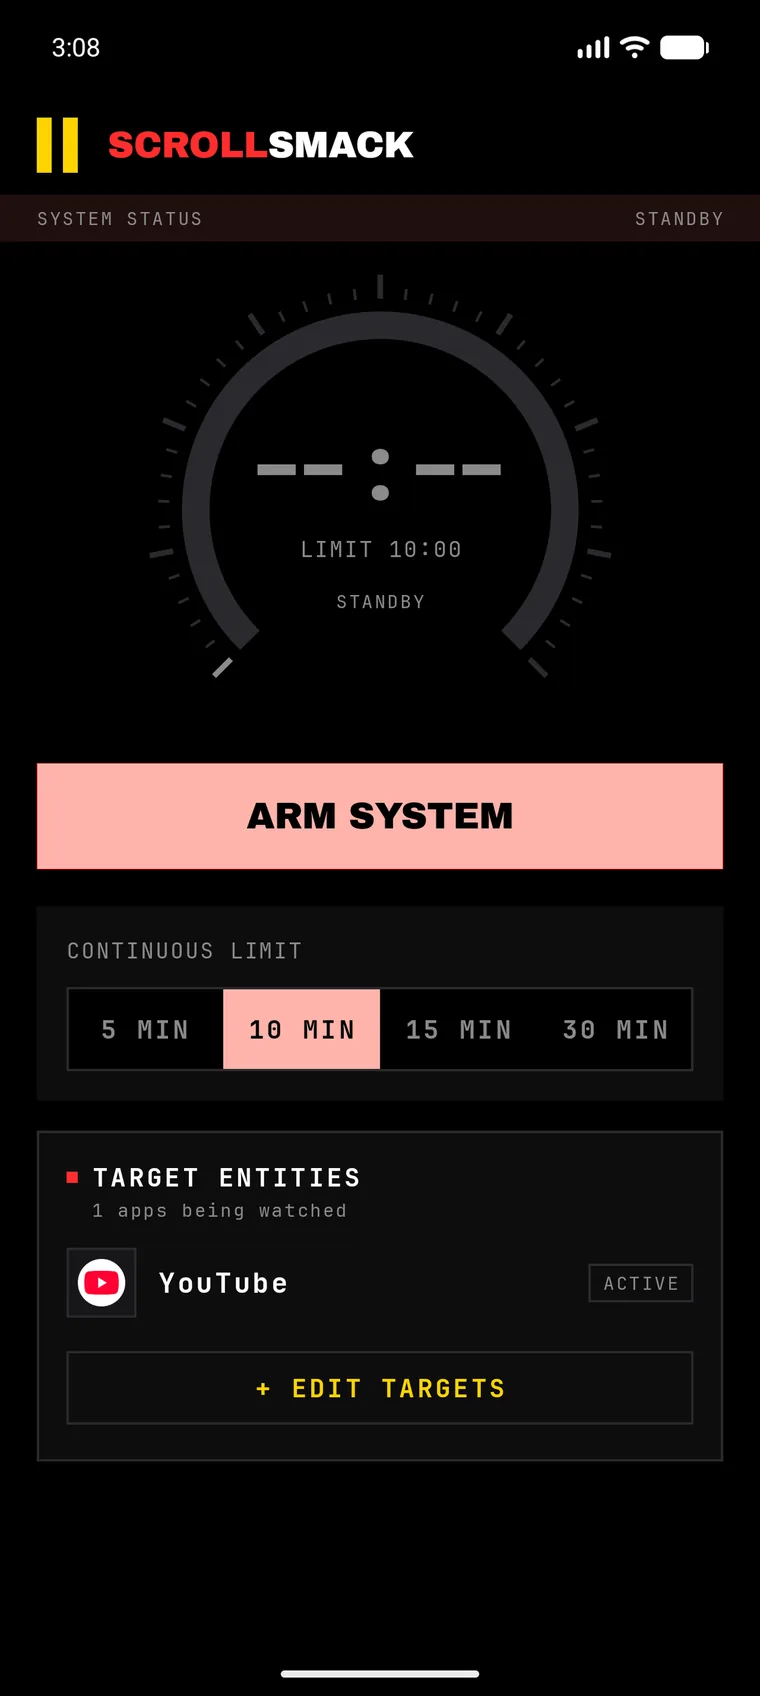 3:08
SCROLLSMACK
SYSTEM STATUS STANDBY
-- : --
LIMIT 10:00
STANDBY
ARM SYSTEM
CONTINUOUS LIMIT
5 MIN 10 MIN 15 MIN 30 MIN
TARGET ENTITIES
1 apps being watched
YouTube ACTIVE
+ EDIT TARGETS